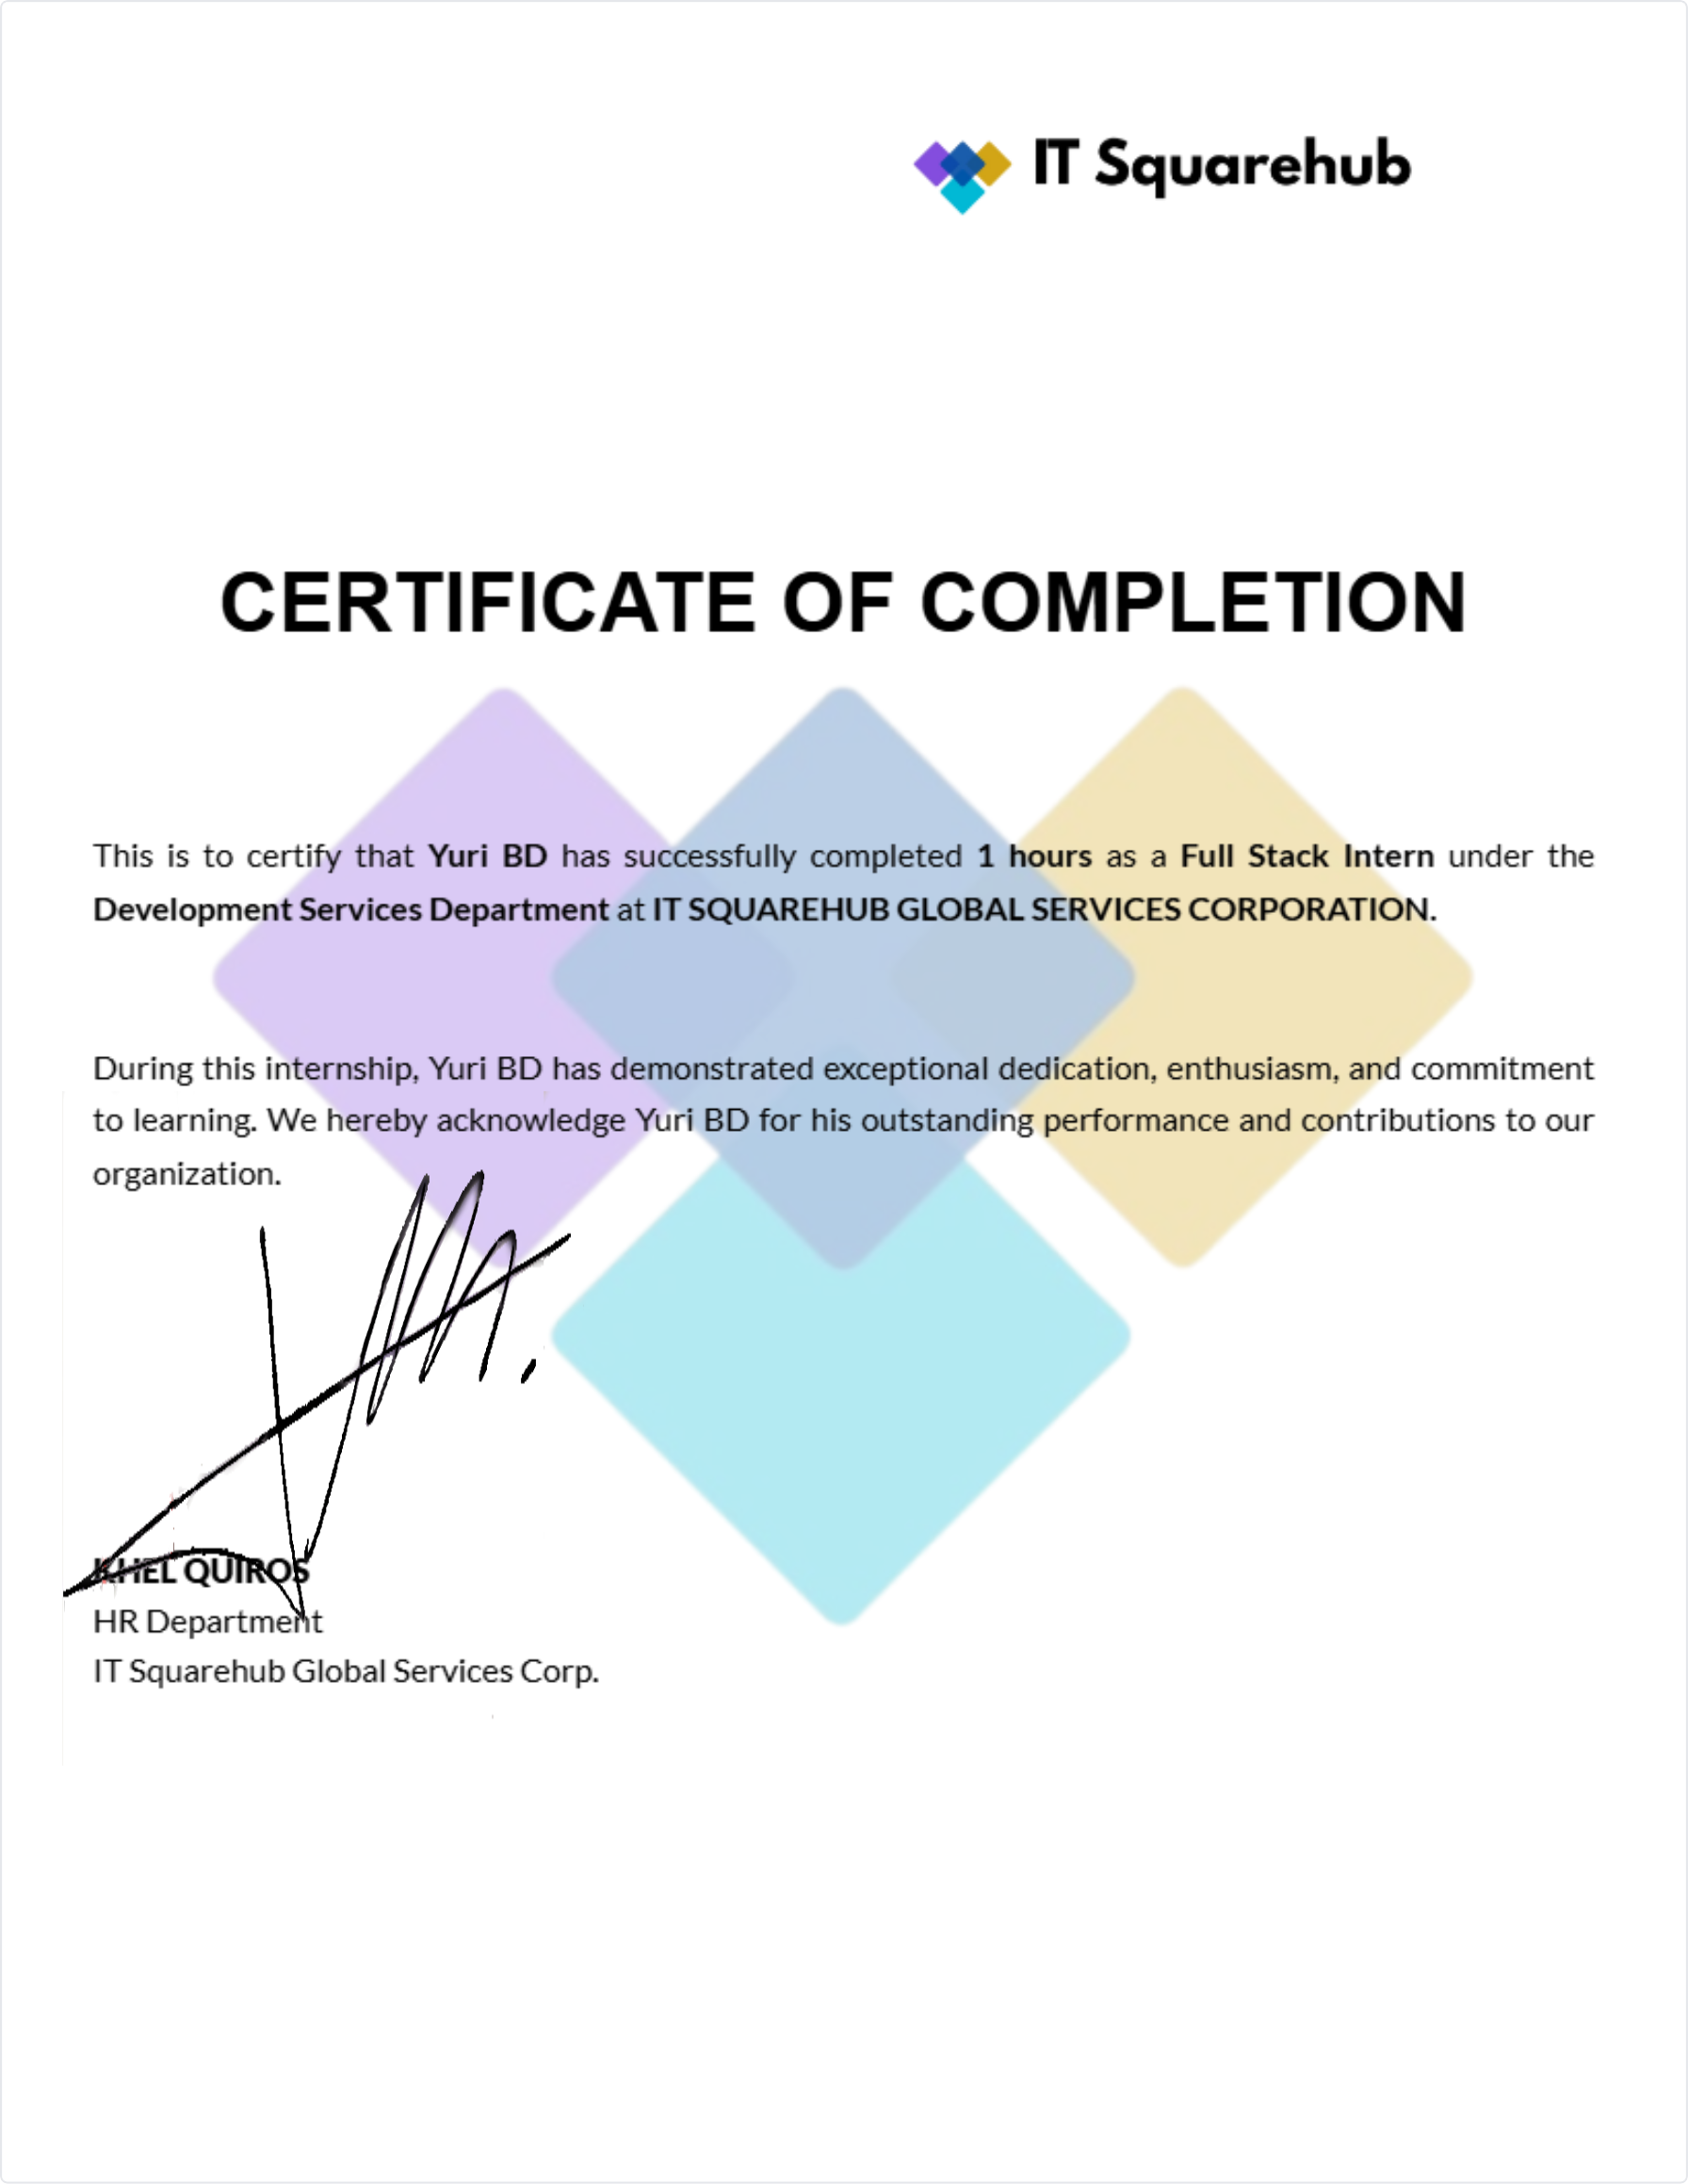 IT Squarehub
CERTIFICATE OF COMPLETION
This is to certify that Yuri BD has successfully completed 1 hours as a Full Stack Intern under the
Development Services Department at IT SQUAREHUB GLOBAL SERVICES CORPORATION.
During this internship, Yuri BD has demonstrated exceptional dedication, enthusiasm, and commitment
to learning. We hereby acknowledge Yuri BD for his outstanding performance and contributions to our
organization.
KHEL QUIROS
HR Department
IT Squarehub Global Services Corp.